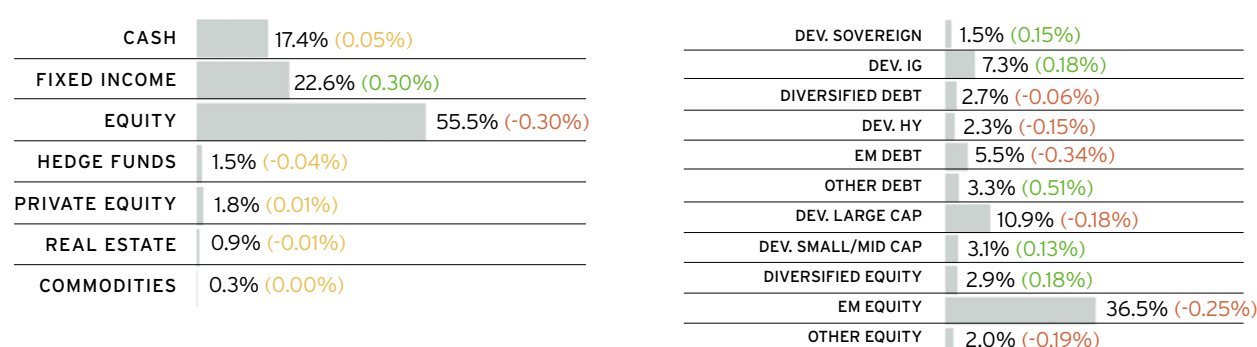 CASH 17.4% (0.05%)
FIXED INCOME 22.6% (0.30%)
EQUITY 55.5% (-0.30%)
HEDGE FUNDS 1.5% (-0.04%)
PRIVATE EQUITY 1.8% (0.01%)
REAL ESTATE 0.9% (-0.01%)
COMMODITIES 0.3% (0.00%)
DEV. SOVEREIGN 1.5% (0.15%)
DEV. IG 7.3% (0.18%)
DIVERSIFIED DEBT 2.7% (-0.06%)
DEV. HY 2.3% (-0.15%)
EM DEBT 5.5% (-0.34%)
OTHER DEBT 3.3% (0.51%)
DEV. LARGE CAP 10.9% (-0.18%)
DEV. SMALL/MID CAP 3.1% (0.13%)
DIVERSIFIED EQUITY 2.9% (0.18%)
EM EQUITY 36.5% (-0.25%)
OTHER EQUITY 2.0% (-0.19%)